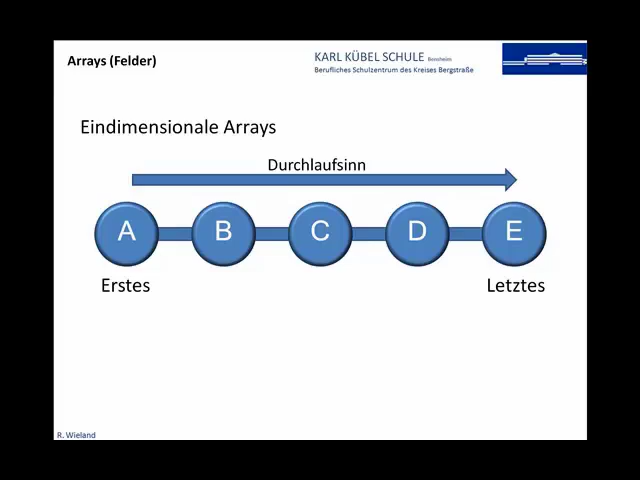 Arrays (Felder)
KARL KÜBEL SCHULE Bensheim
Berufliches Schulzentrum des Kreises Bergstraße
Eindimensionale Arrays
Durchlaufsinn
A B C D E
Erstes Letztes
R. Wieland